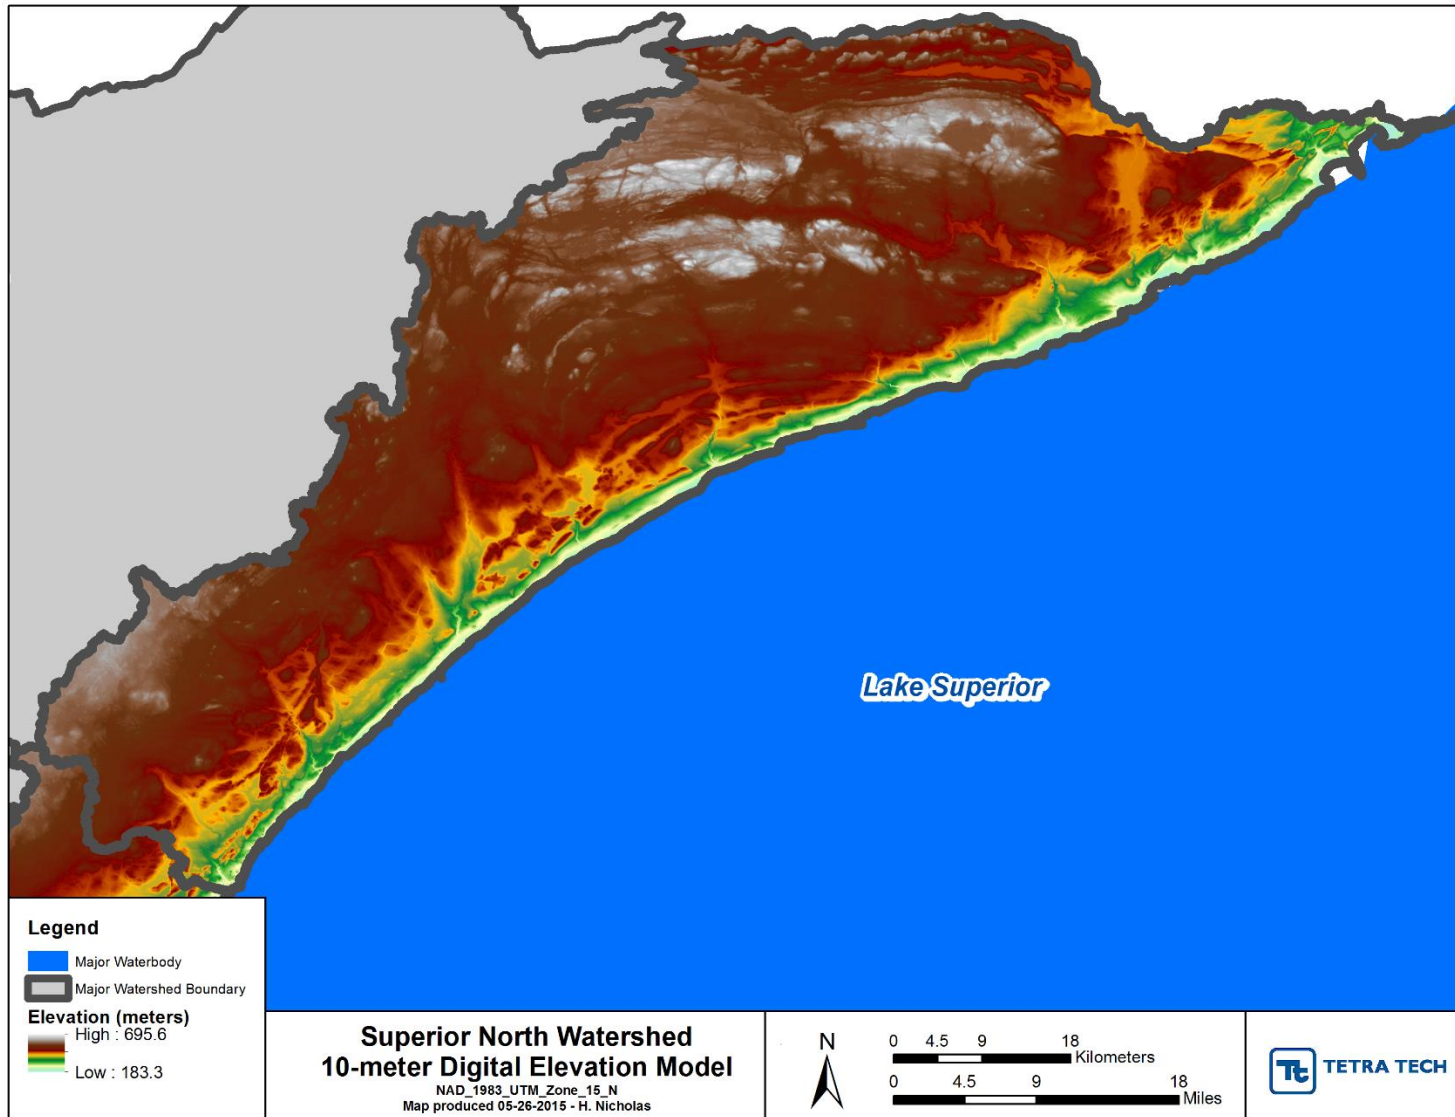 Lake Superior
Legend
Major Waterbody
Major Watershed Boundary
Elevation (meters)
High : 695.6
Low : 183.3
Superior North Watershed
10-meter Digital Elevation Model
NAD_1983_UTM_Zone_15_N
Map produced 05-26-2015 - H. Nicholas
N
0 4.5 9 18
Kilometers
0 4.5 9 18
Miles
Tt TETRA TECH